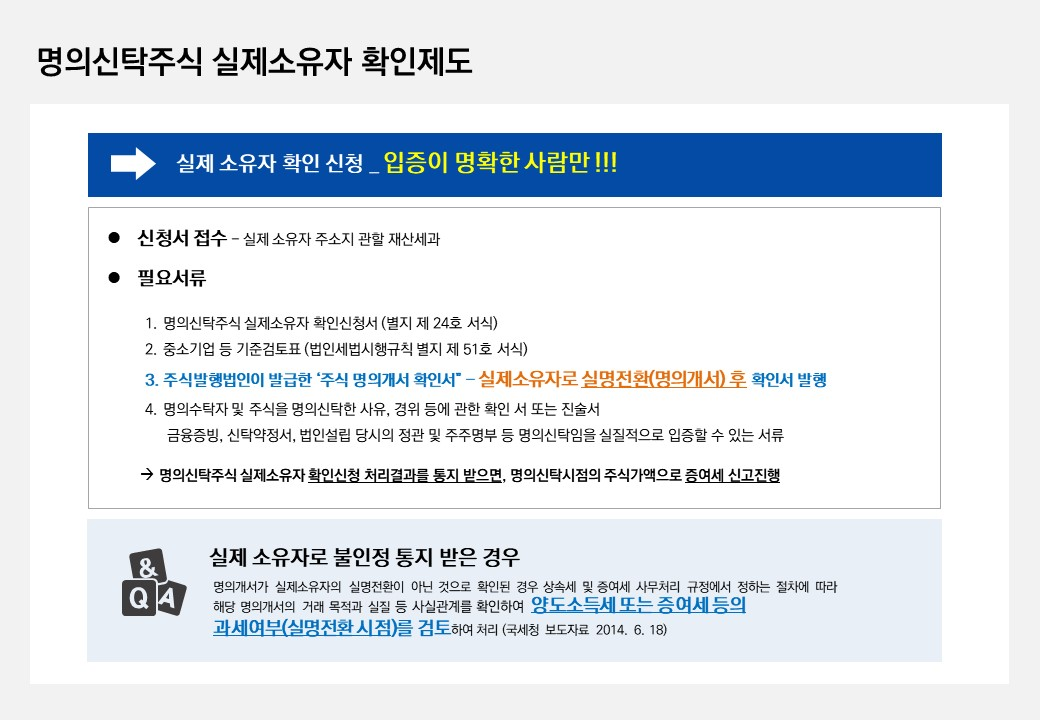 명의신탁주식 실제소유자 확인제도
실제 소유자 확인 신청 _ 입증이 명확한 사람만 !!!
● 신청서 접수 – 실제 소유자 주소지 관할 재산세과
● 필요서류
1. 명의신탁주식 실제소유자 확인신청서 (별지 제 24호 서식)
2. 중소기업 등 기준검토표 (법인세법시행규칙 별지 제 51호 서식)
3. 주식발행법인이 발급한 ‘주식 명의개서 확인서” – 실제소유자로 실명전환(명의개서) 후 확인서 발행
4. 명의수탁자 및 주식을 명의신탁한 사유, 경위 등에 관한 확인 서 또는 진술서
금융증빙, 신탁약정서, 법인설립 당시의 정관 및 주주명부 등 명의신탁임을 실질적으로 입증할 수 있는 서류
→ 명의신탁주식 실제소유자 확인신청 처리결과를 통지 받으면, 명의신탁시점의 주식가액으로 증여세 신고진행
& Q A
실제 소유자로 불인정 통지 받은 경우
명의개서가 실제소유자의 실명전환이 아닌 것으로 확인된 경우 상속세 및 증여세 사무처리 규정에서 정하는 절차에 따라
해당 명의개서의 거래 목적과 실질 등 사실관계를 확인하여 양도소득세 또는 증여세 등의
과세여부(실명전환 시점)를 검토하여 처리 (국세청 보도자료 2014. 6. 18)